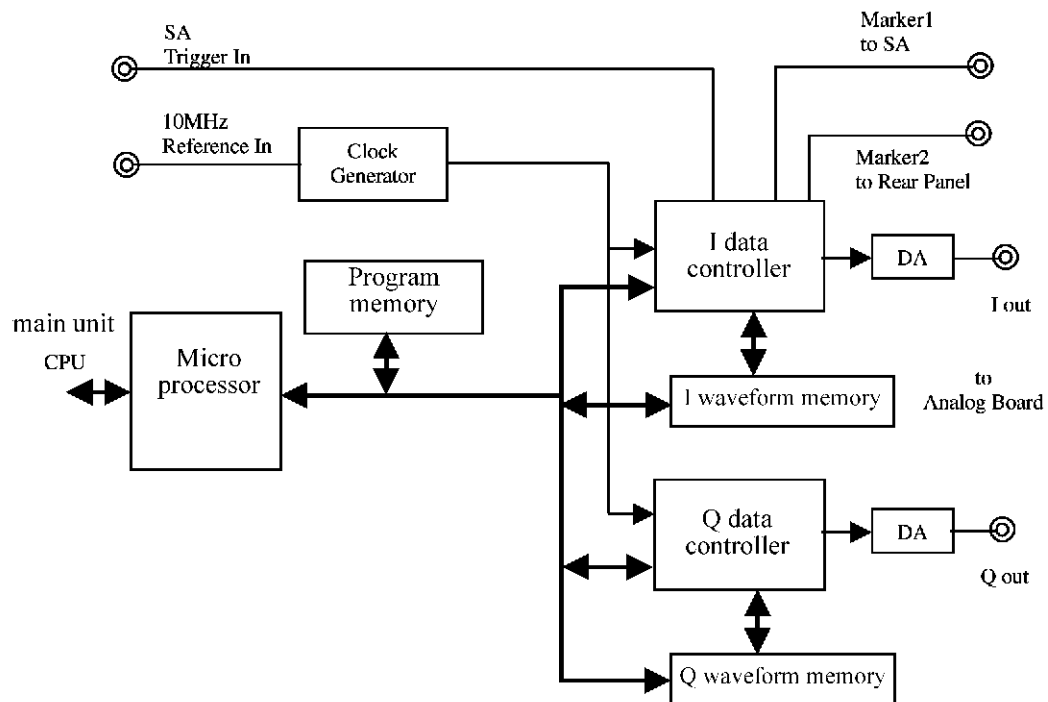 SA
Trigger In
Marker1
to SA
10MHz
Reference In
Clock
Generator
Marker2
to Rear Panel
I data
controller
DA
I out
Program
memory
main unit
CPU
Micro
processor
I waveform memory
to
Analog Board
Q data
controller
DA
Q out
Q waveform memory